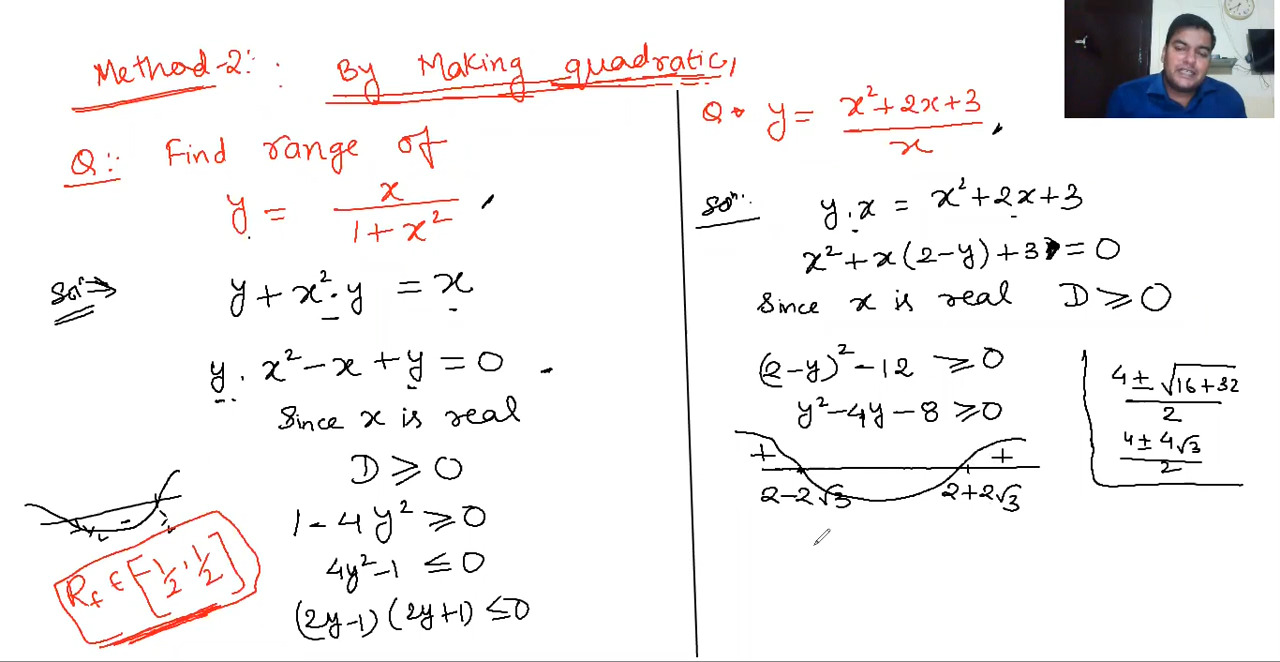 Method-2:- By Making quadratic,
Q:- Find range of
y = x / (1 + x²),
Solⁿ⇒ y + x²·y = x
y. x² - x + y = 0
Since x is real
D ≥ 0
1 - 4y² ≥ 0
4y² - 1 ≤ 0
(2y-1)(2y+1) ≤ 0
+ - +
R_f ∈ [-1/2, 1/2]
Q. y = (x² + 2x + 3) / x,
Solⁿ:- y.x = x² + 2x + 3
x² + x(2-y) + 3 = 0
Since x is real D ≥ 0
(2-y)² - 12 ≥ 0
y² - 4y - 8 ≥ 0
+ +
2-2√3 2+2√3
(4 ± √(16+32)) / 2
(4 ± 4√3) / 2